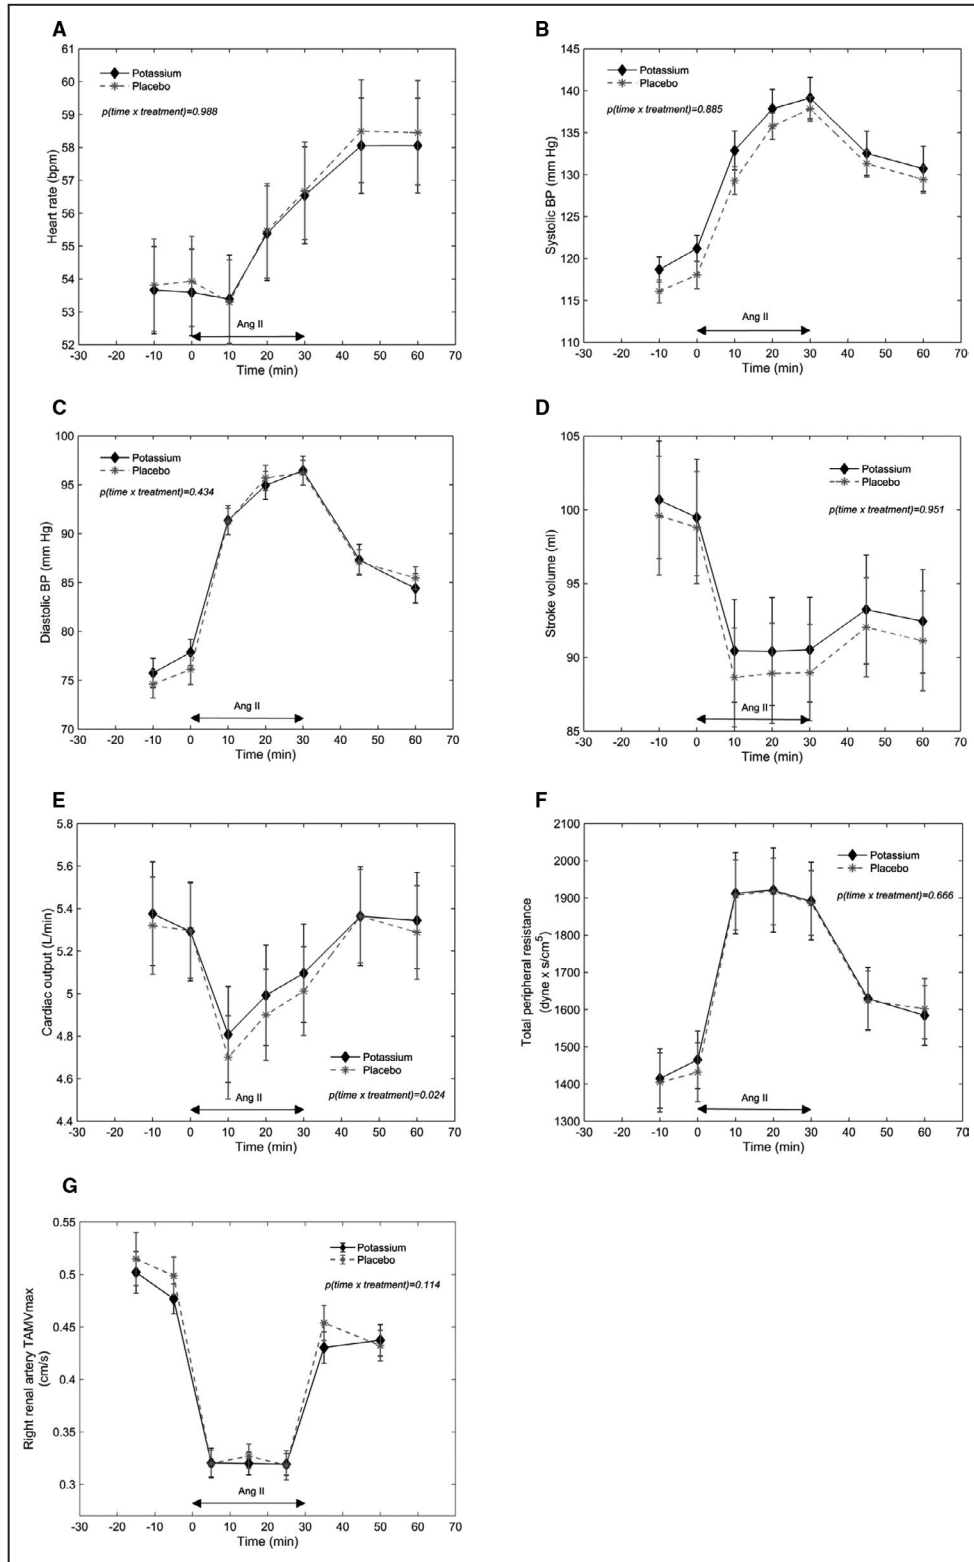 A
Potassium
Placebo
p(time x treatment)=0.988
Heart rate (bpm)
61
60
59
58
57
56
55
54
53
52
Ang II
-30 -20 -10 0 10 20 30 40 50 60 70
Time (min)
B
Potassium
Placebo
p(time x treatment)=0.885
Systolic BP (mm Hg)
145
140
135
130
125
120
115
110
Ang II
-30 -20 -10 0 10 20 30 40 50 60 70
Time (min)
C
Potassium
Placebo
p(time x treatment)=0.434
Diastolic BP (mm Hg)
100
95
90
85
80
75
70
Ang II
-30 -20 -10 0 10 20 30 40 50 60 70
Time (min)
D
Potassium
Placebo
p(time x treatment)=0.951
Stroke volume (ml)
105
100
95
90
85
Ang II
-30 -20 -10 0 10 20 30 40 50 60 70
Time (min)
E
Cardiac output (L/min)
5.8
5.6
5.4
5.2
5
4.8
4.6
4.4
Potassium
Placebo
p(time x treatment)=0.024
Ang II
-30 -20 -10 0 10 20 30 40 50 60 70
Time (min)
F
Potassium
Placebo
p(time x treatment)=0.666
Total peripheral resistance
(dyne x s/cm5)
2100
2000
1900
1800
1700
1600
1500
1400
1300
Ang II
-30 -20 -10 0 10 20 30 40 50 60 70
Time (min)
G
Potassium
Placebo
p(time x treatment)=0.114
Right renal artery TAMVmax
(cm/s)
0.55
0.5
0.45
0.4
0.35
0.3
Ang II
-30 -20 -10 0 10 20 30 40 50 60 70
Time (min)